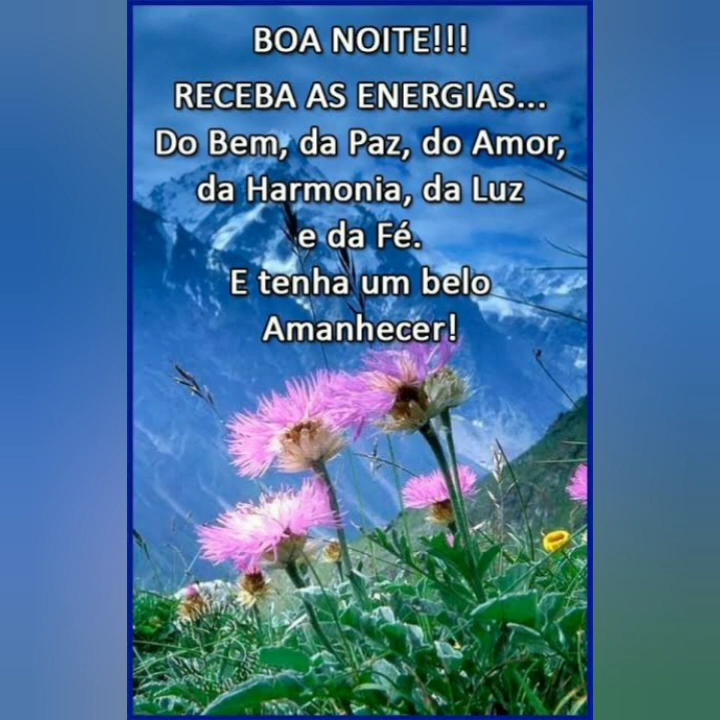 BOA NOITE!!!
RECEBA AS ENERGIAS...
Do Bem, da Paz, do Amor,
da Harmonia, da Luz
e da Fé.
E tenha um belo
Amanhecer!